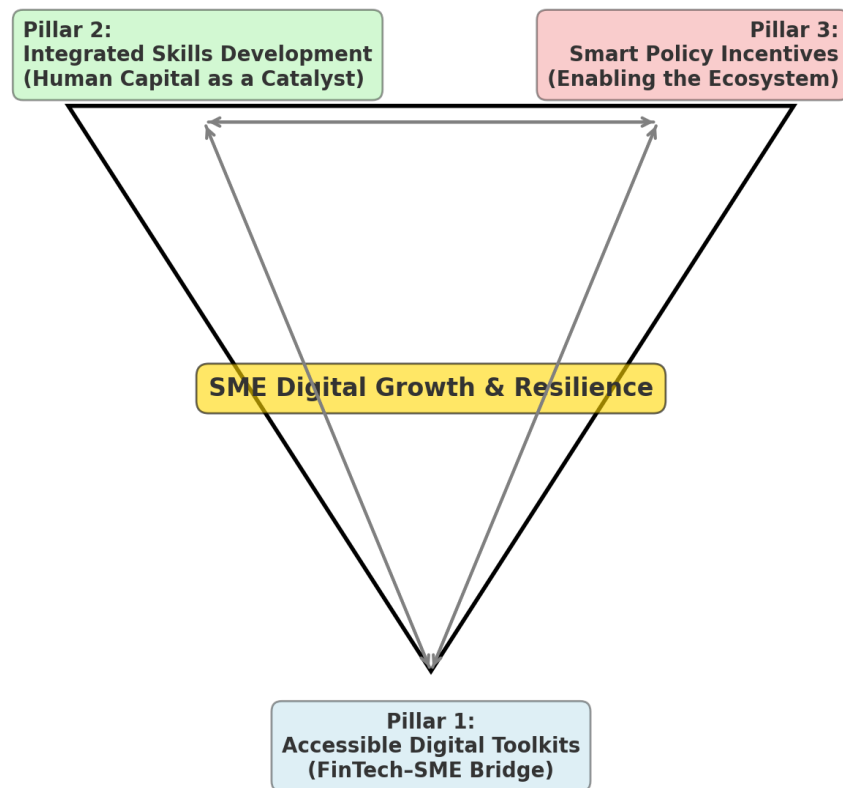 Pillar 2:
Integrated Skills Development
(Human Capital as a Catalyst)
Pillar 3:
Smart Policy Incentives
(Enabling the Ecosystem)
SME Digital Growth & Resilience
Pillar 1:
Accessible Digital Toolkits
(FinTech–SME Bridge)